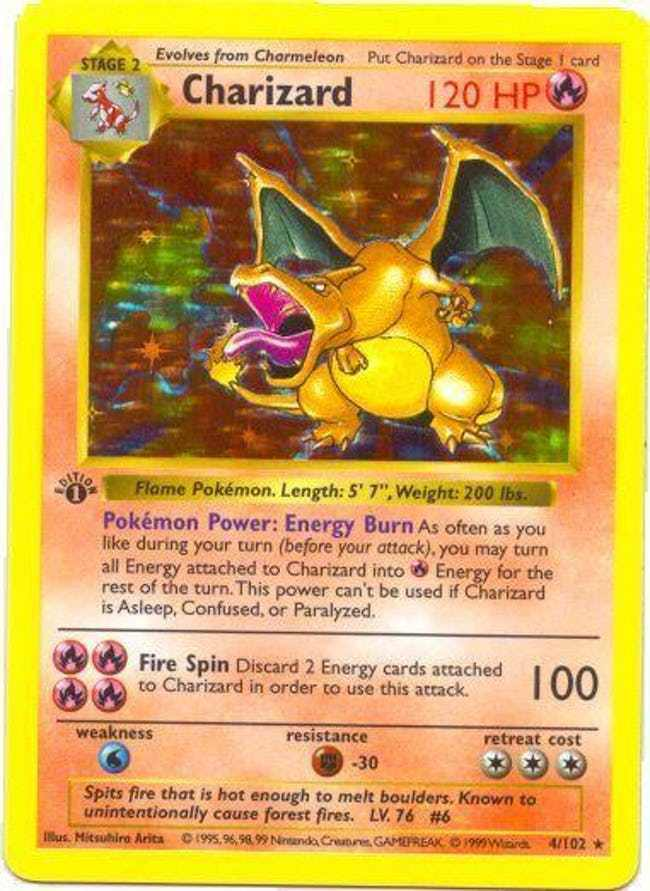 STAGE 2
Evolves from Charmeleon Put Charizard on the Stage 1 card
Charizard 120 HP
EDITION
1
Flame Pokémon. Length: 5' 7", Weight: 200 lbs.
Pokémon Power: Energy Burn As often as you
like during your turn (before your attack), you may turn
all Energy attached to Charizard into Energy for the
rest of the turn. This power can't be used if Charizard
is Asleep, Confused, or Paralyzed.
Fire Spin Discard 2 Energy cards attached
to Charizard in order to use this attack.
100
weakness resistance retreat cost
-30
Spits fire that is hot enough to melt boulders. Known to
unintentionally cause forest fires. LV. 76 #6
Illus. Mitsuhiro Arita © 1995, 96, 98, 99 Nintendo, Creatures, GAMEFREAK. © 1999 Wizards. 4/102 ★